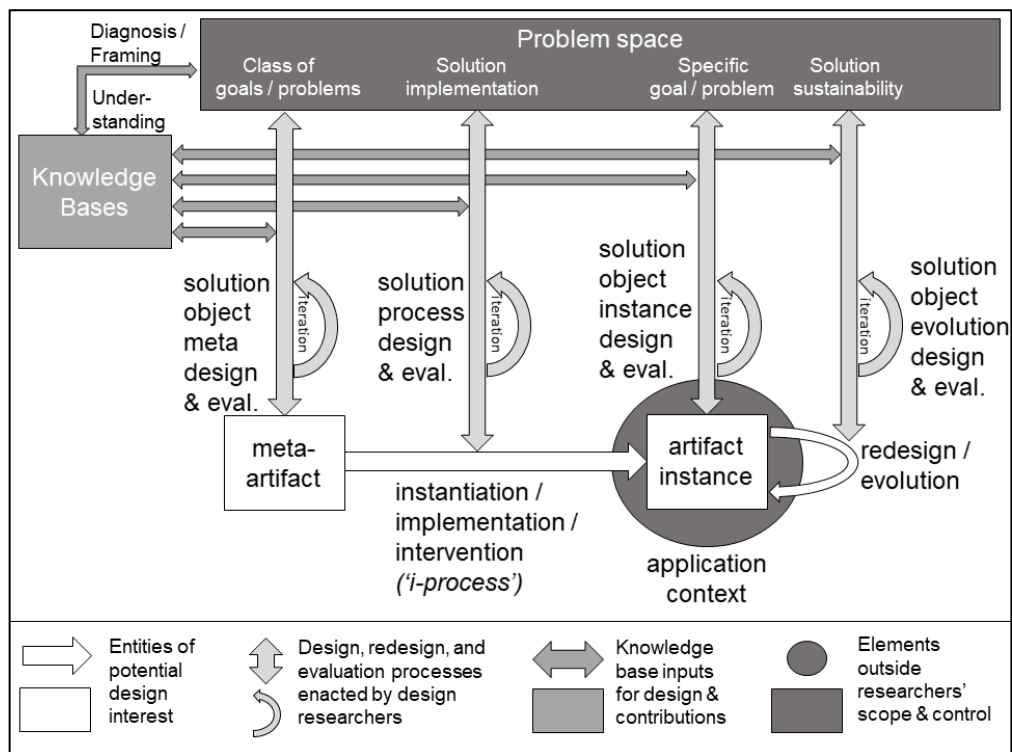 Diagnosis /
Framing
Under-
standing
Problem space
Class of
goals / problems
Solution
implementation
Specific
goal / problem
Solution
sustainability
Knowledge
Bases
solution
object
meta
design
& eval.
iteration
solution
process
design
& eval.
iteration
solution
object
instance
design
& eval.
iteration
solution
object
evolution
design
& eval.
iteration
meta-
artifact
artifact
instance
redesign /
evolution
instantiation /
implementation /
intervention
(‘i-process’)
application
context
Entities of
potential
design
interest
Design, redesign, and
evaluation processes
enacted by design
researchers
Knowledge
base inputs
for design &
contributions
Elements
outside
researchers’
scope & control